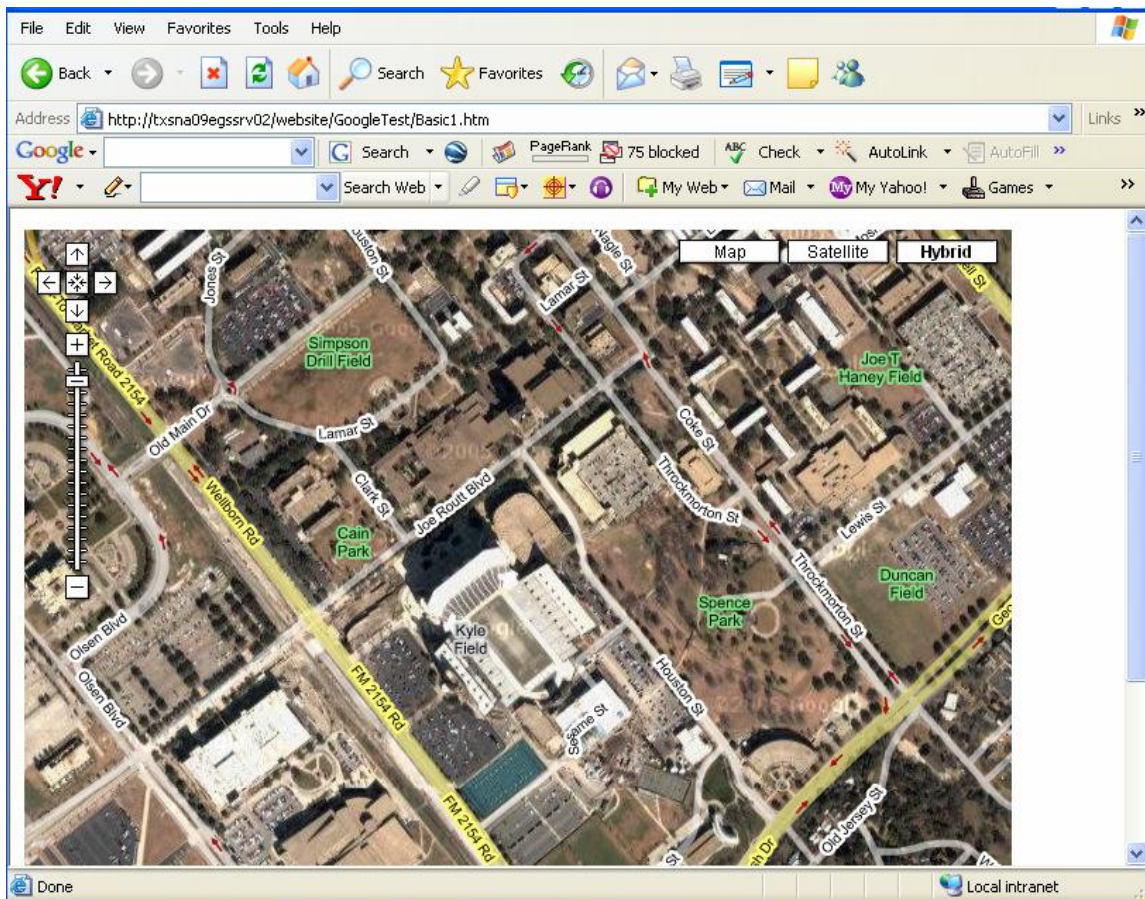 File Edit View Favorites Tools Help
Back Search Favorites
Address http://txsna09egssrv02/website/GoogleTest/Basic1.htm Links »
Google Search PageRank 75 blocked ABC Check AutoLink AutoFill »
Y! Search Web My Web Mail My My Yahoo! Games »
Map Satellite Hybrid
Jones St
Houston St
Nagle St
Lamar St
Simpson
Drill Field
Joe T
Haney Field
Road 2154
Old Main Dr
Lamar St
Coke St
Clark St
Joe Routt Blvd
Throckmorton St
Wellborn Rd
Lewis St
Cain
Park
Duncan
Field
Throckmorton St
Spence
Park
Kyle
Field
Olsen Blvd
Olsen Blvd
Houston St
FM 2154 Rd
Sesame St
Old Jersey St
FM 2154 Rd
Done Local intranet